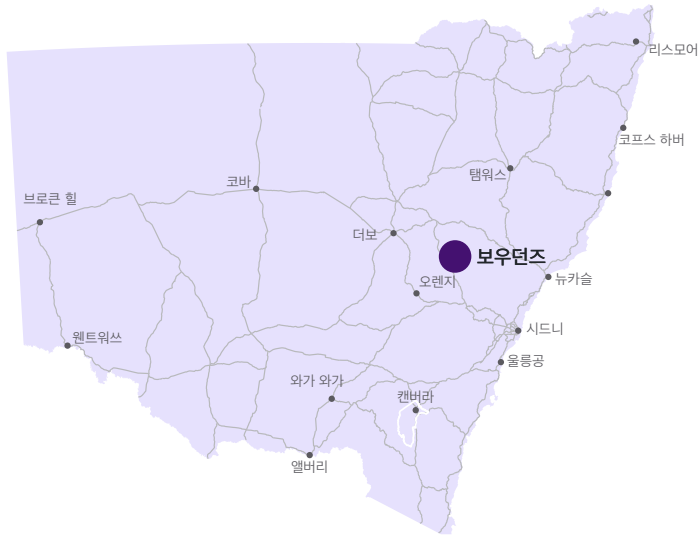 리스모어
코프스 하버
탬워스
코바
브로큰 힐
더보
보우던즈
오렌지
뉴카슬
시드니
웬트워쓰
울릉공
와가 와가
캔버라
앨버리